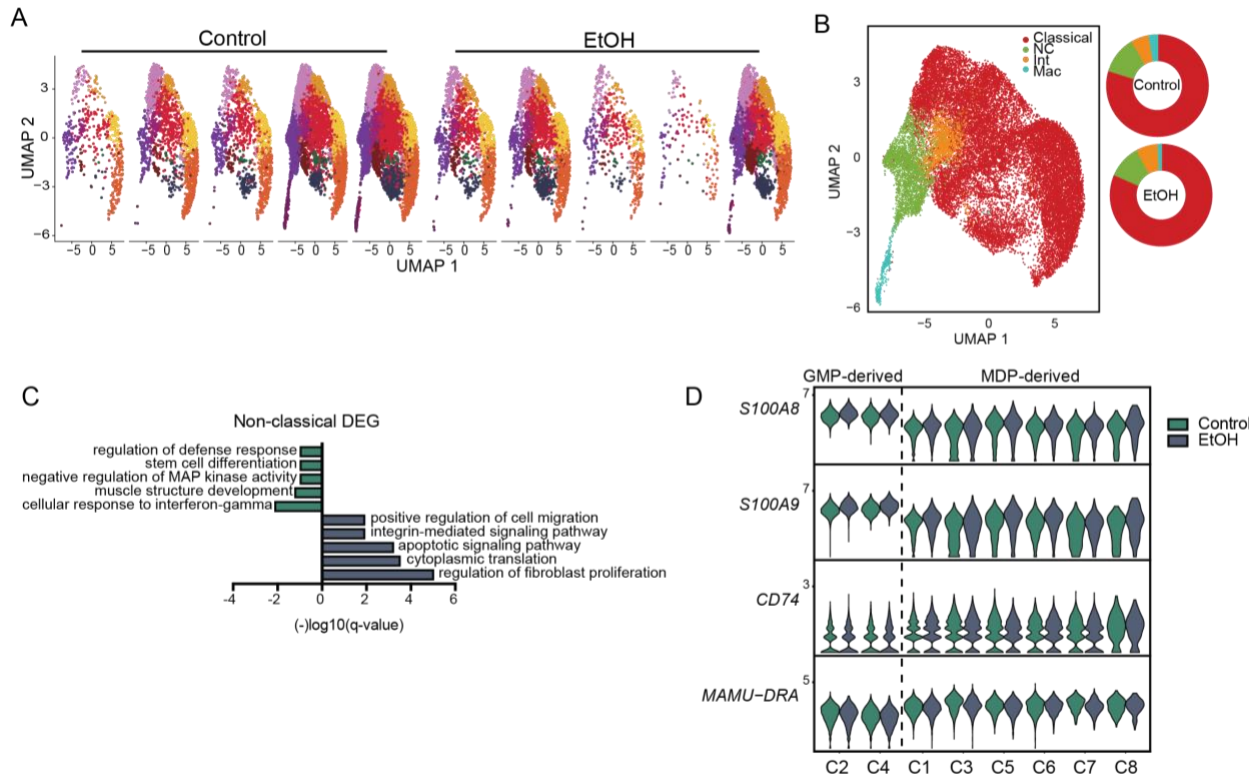 A
Control
EtOH
UMAP 2
3
0
−3
−6
−5 0 5 −5 0 5 −5 0 5 −5 0 5 −5 0 5 −5 0 5 −5 0 5 −5 0 5 −5 0 5 −5 0 5
UMAP 1
B
Classical
NC
Int
Mac
Control
EtOH
UMAP 2
3
0
−3
−6
−5 0 5
UMAP 1
C
Non-classical DEG
regulation of defense response
stem cell differentiation
negative regulation of MAP kinase activity
muscle structure development
cellular response to interferon-gamma
positive regulation of cell migration
integrin-mediated signaling pathway
apoptotic signaling pathway
cytoplasmic translation
regulation of fibroblast proliferation
-4 -2 0 2 4 6
(-)log10(q-value)
D
GMP-derived MDP-derived
S100A8 7
S100A9 7
CD74 3
MAMU−DRA 5
Control
EtOH
C2 C4 C1 C3 C5 C6 C7 C8